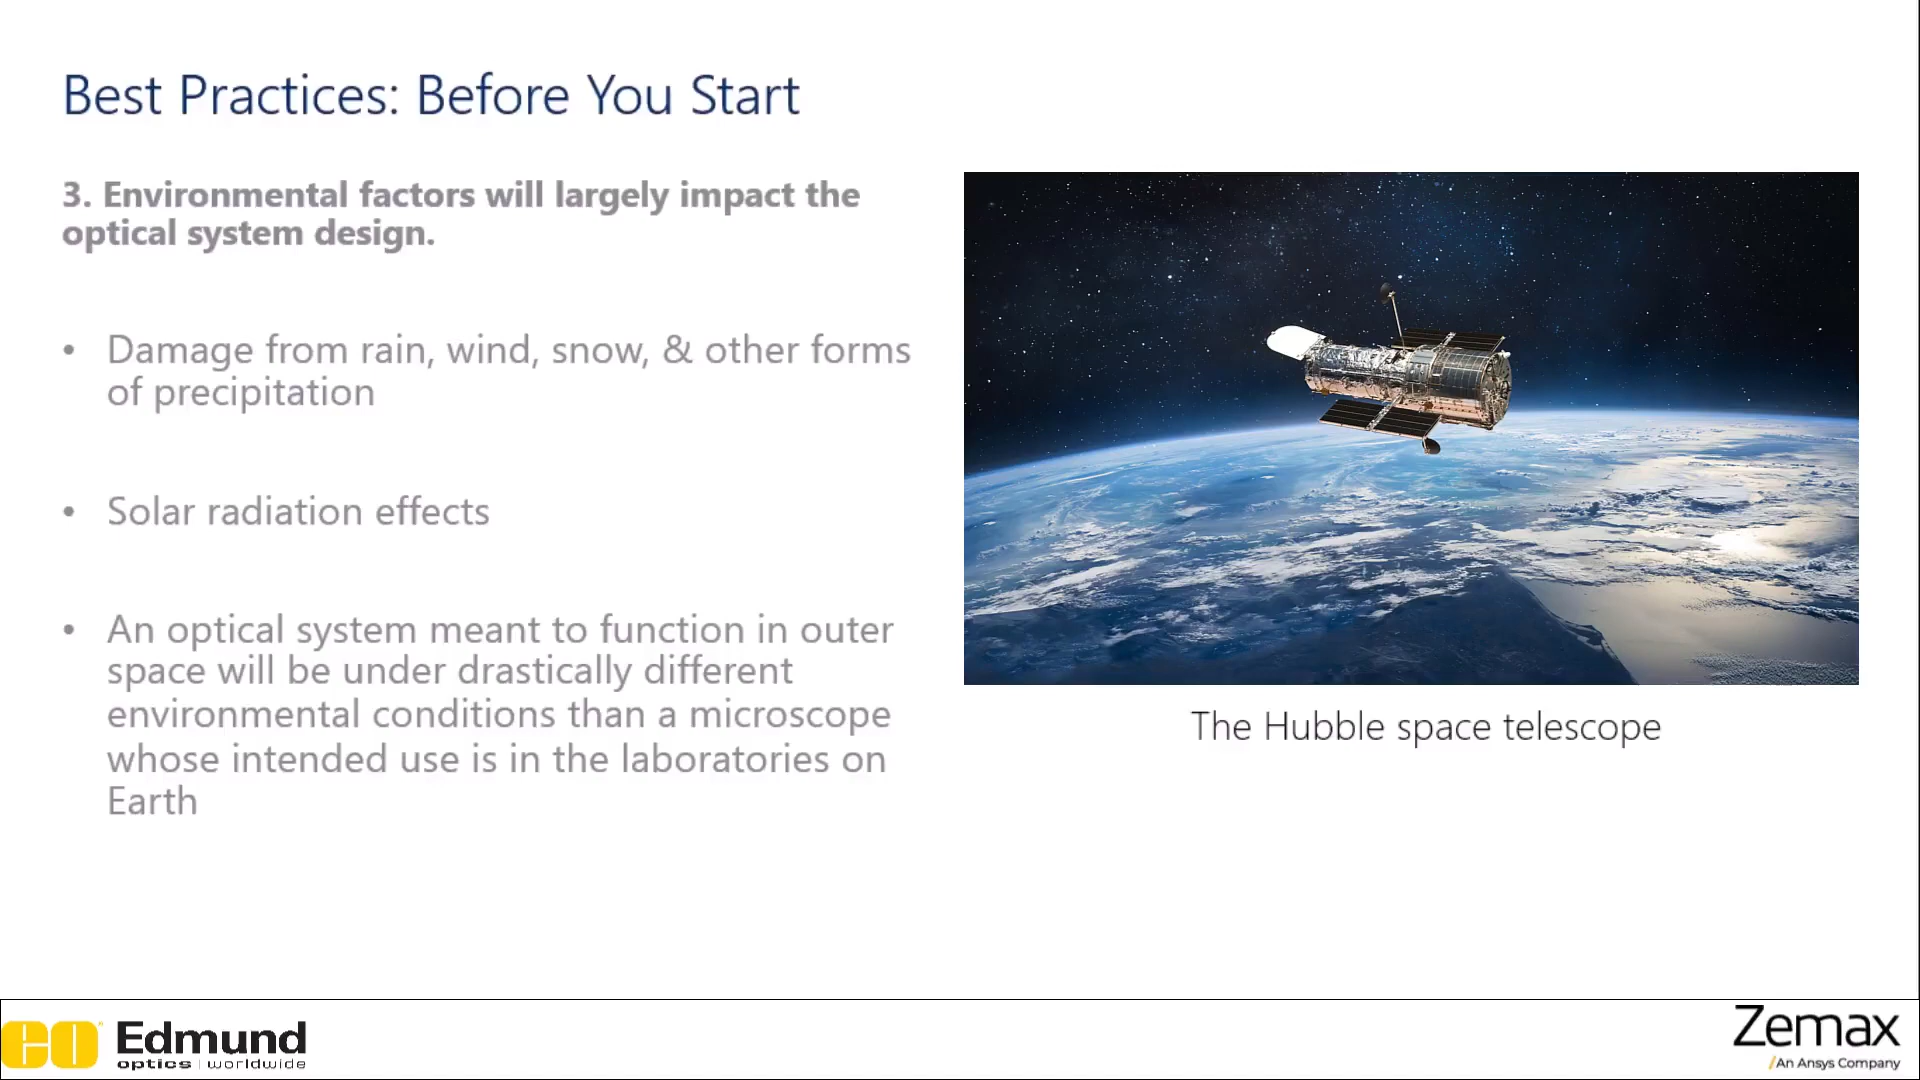 Best Practices: Before You Start
3. Environmental factors will largely impact the
optical system design.
• Damage from rain, wind, snow, & other forms
of precipitation
• Solar radiation effects
• An optical system meant to function in outer
space will be under drastically different
environmental conditions than a microscope
whose intended use is in the laboratories on
Earth
The Hubble space telescope
EO Edmund
optics | worldwide
Zemax
/An Ansys Company